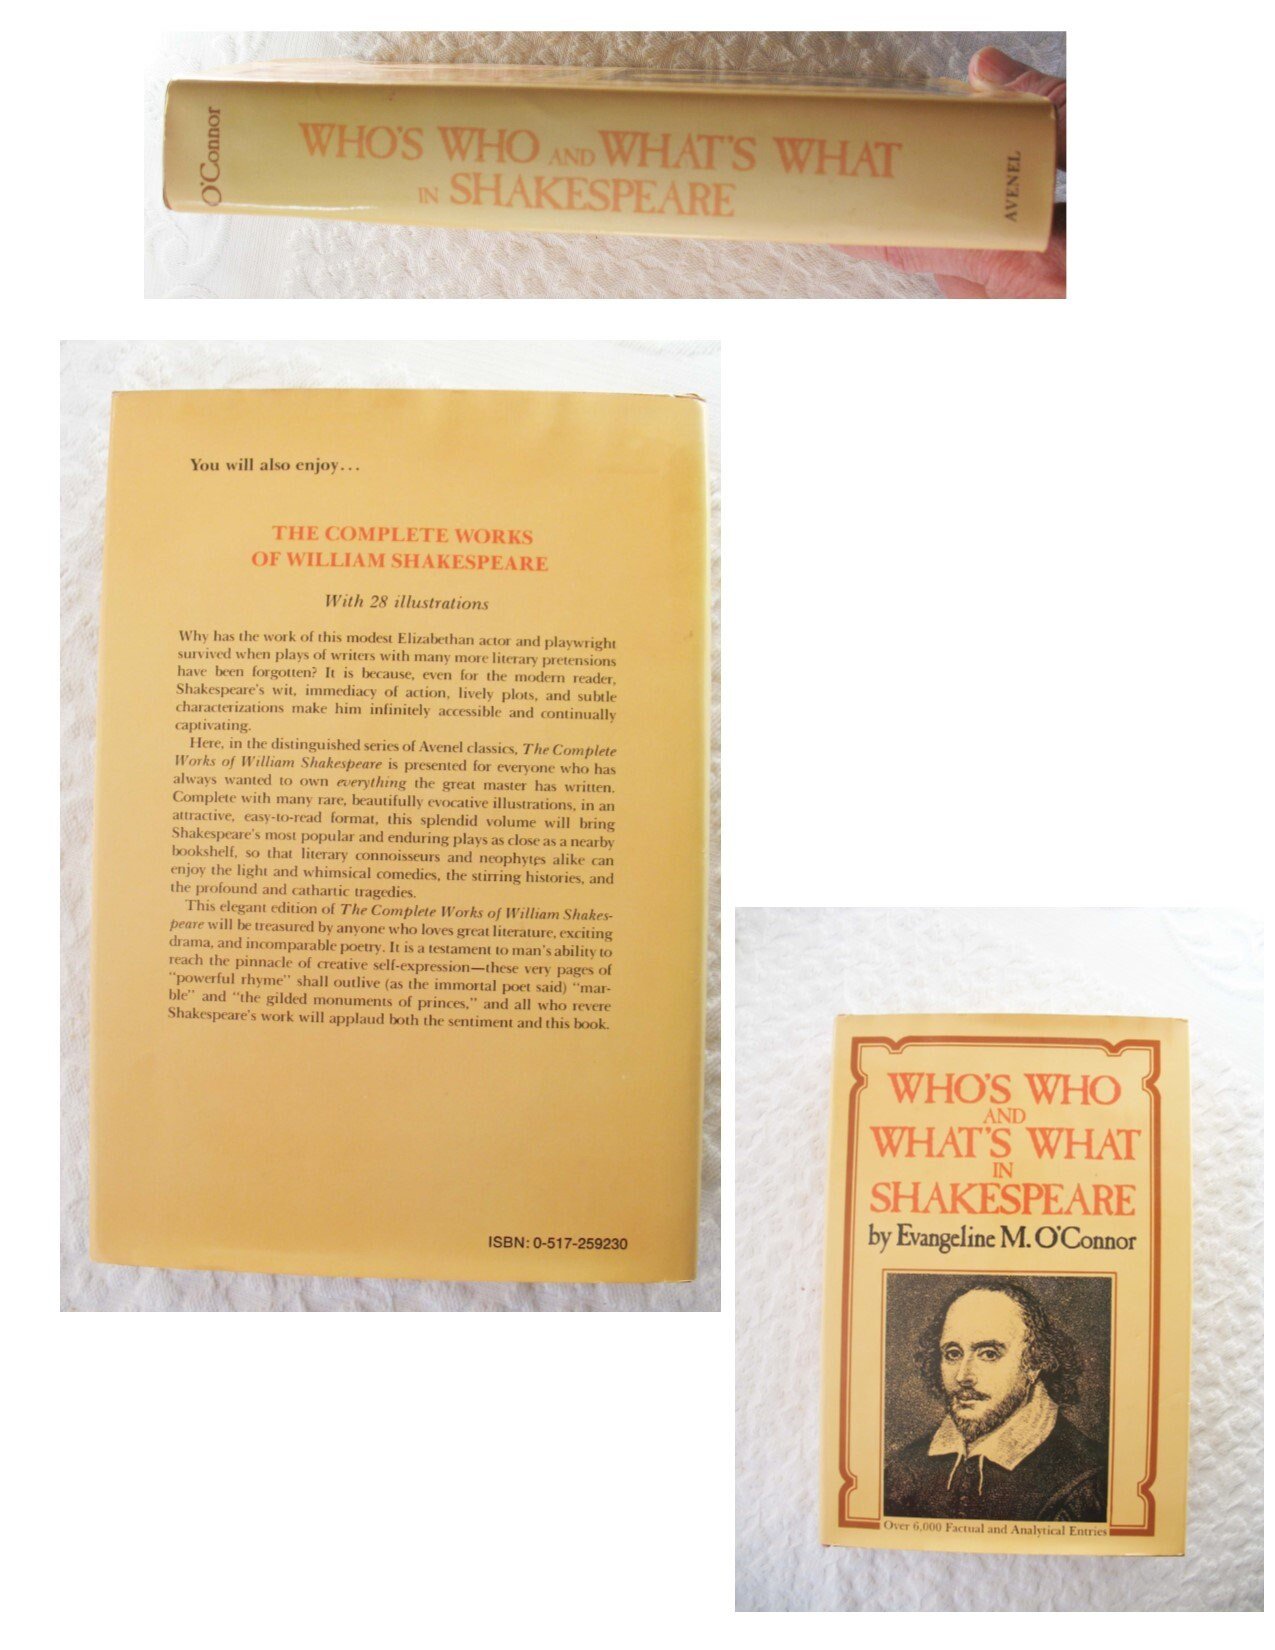 O'Connor
WHO'S WHO AND WHAT'S WHAT
IN SHAKESPEARE
AVENEL
You will also enjoy...
THE COMPLETE WORKS
OF WILLIAM SHAKESPEARE
With 28 illustrations
Why has the work of this modest Elizabethan actor and playwright
survived when plays of writers with many more literary pretensions
have been forgotten? It is because, even for the modern reader,
Shakespeare's wit, immediacy of action, lively plots, and subtle
characterizations make him infinitely accessible and continually
captivating.
Here, in the distinguished series of Avenel classics, The Complete
Works of William Shakespeare is presented for everyone who has
always wanted to own everything the great master has written.
Complete with many rare, beautifully evocative illustrations, in an
attractive, easy-to-read format, this splendid volume will bring
Shakespeare's most popular and enduring plays as close as a nearby
bookshelf, so that literary connoisseurs and neophytes alike can
enjoy the light and whimsical comedies, the stirring histories, and
the profound and cathartic tragedies.
This elegant edition of The Complete Works of William Shakes-
peare will be treasured by anyone who loves great literature, exciting
drama, and incomparable poetry. It is a testament to man's ability to
reach the pinnacle of creative self-expression—these very pages of
"powerful rhyme" shall outlive (as the immortal poet said) "mar-
ble" and "the gilded monuments of princes," and all who revere
Shakespeare's work will applaud both the sentiment and this book.
ISBN: 0-517-259230
WHO'S WHO
AND
WHAT'S WHAT
IN
SHAKESPEARE
by Evangeline M. O'Connor
Over 6,000 Factual and Analytical Entries